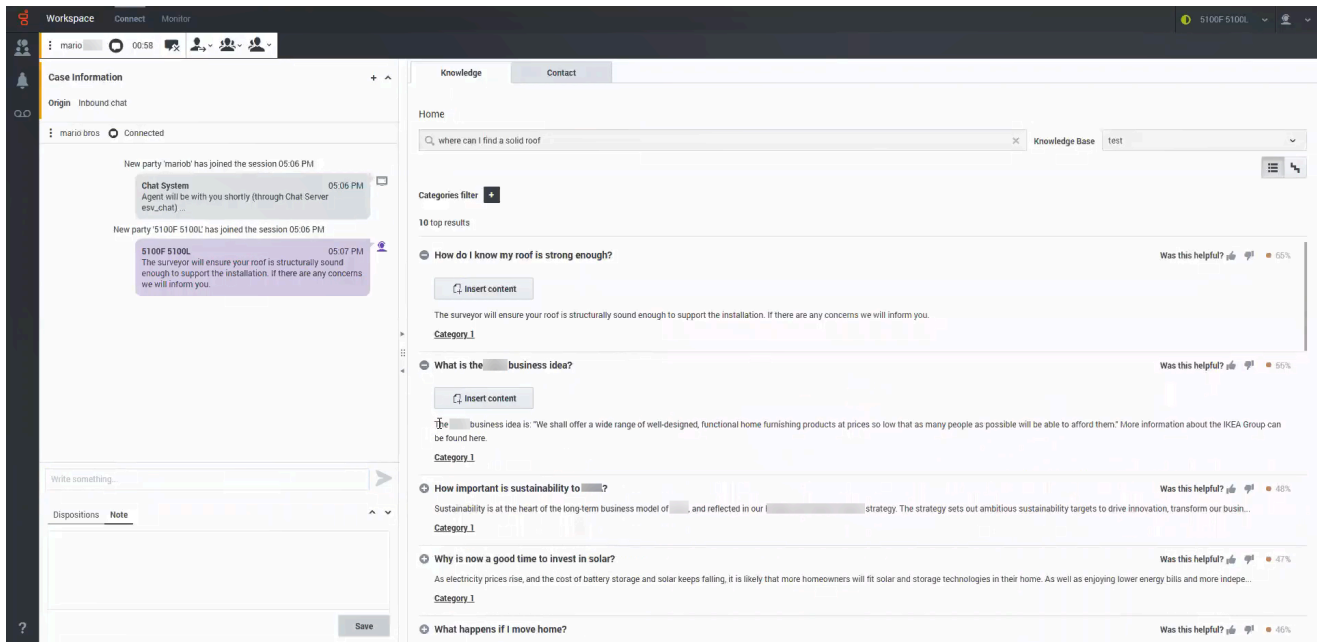 Workspace Connect Monitor
5100F 5100L
mario 00:58
Case Information
Origin Inbound chat
mario bros Connected
New party 'mariob' has joined the session 05:06 PM
Chat System 05:06 PM
Agent will be with you shortly (through Chat Server
esv_chat) ...
New party '5100F 5100L' has joined the session 05:06 PM
5100F 5100L 05:07 PM
The surveyor will ensure your roof is structurally sound
enough to support the installation. If there are any concerns
we will inform you.
Write something...
Dispositions Note
Save
?
Knowledge Contact
Home
where can I find a solid roof
Knowledge Base test
Categories filter +
10 top results
How do I know my roof is strong enough? Was this helpful? 65%
Insert content
The surveyor will ensure your roof is structurally sound enough to support the installation. If there are any concerns we will inform you.
Category 1
What is the business idea? Was this helpful? 55%
Insert content
The business idea is: "We shall offer a wide range of well-designed, functional home furnishing products at prices so low that as many people as possible will be able to afford them." More information about the IKEA Group can
be found here.
Category 1
How important is sustainability to ? Was this helpful? 48%
Sustainability is at the heart of the long-term business model of , and reflected in our strategy. The strategy sets out ambitious sustainability targets to drive innovation, transform our busin...
Category 1
Why is now a good time to invest in solar? Was this helpful? 47%
As electricity prices rise, and the cost of battery storage and solar keeps falling, it is likely that more homeowners will fit solar and storage technologies in their home. As well as enjoying lower energy bills and more indepe...
Category 1
What happens if I move home? Was this helpful? 46%